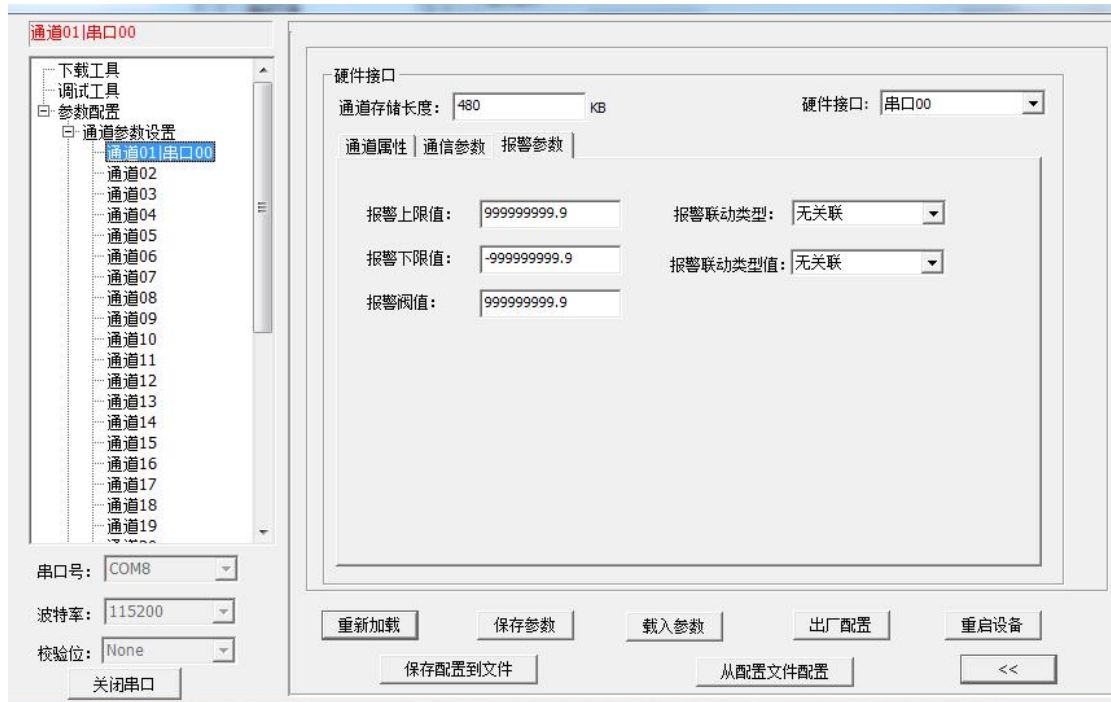 通道01|串口00
下载工具
调试工具
参数配置
通道参数设置
通道01|串口00
通道02
通道03
通道04
通道05
通道06
通道07
通道08
通道09
通道10
通道11
通道12
通道13
通道14
通道15
通道16
通道17
通道18
通道19
串口号： COM8
波特率： 115200
校验位： None
关闭串口
硬件接口
通道存储长度： 480 KB 硬件接口： 串口00
通道属性 通信参数 报警参数
报警上限值： 999999999.9 报警联动类型： 无关联
报警下限值： -999999999.9 报警联动类型值： 无关联
报警阀值： 999999999.9
重新加载 保存参数 载入参数 出厂配置 重启设备
保存配置到文件 从配置文件配置 <<